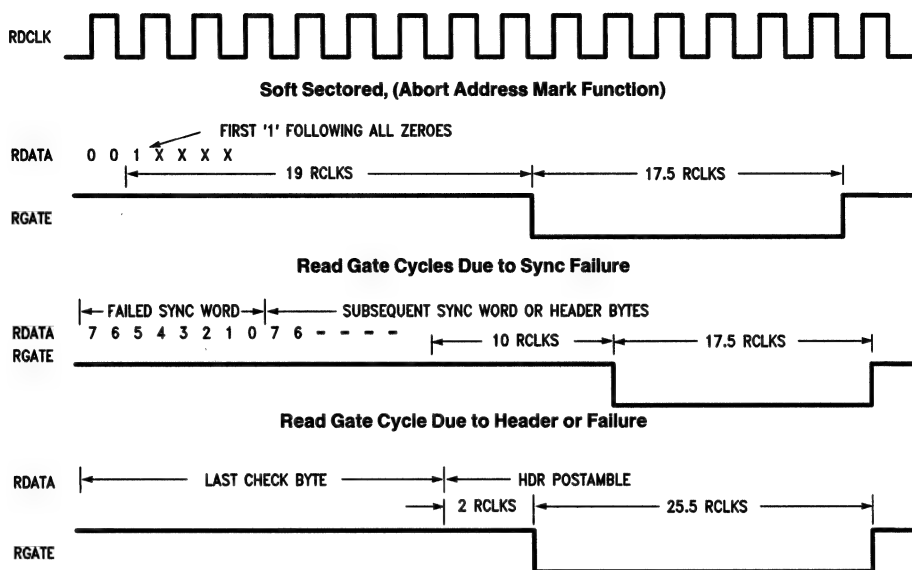 RDCLK
Soft Sectored, (Abort Address Mark Function)
FIRST '1' FOLLOWING ALL ZEROES
RDATA 0 0 1 X X X X
19 RCLKS 17.5 RCLKS
RGATE
Read Gate Cycles Due to Sync Failure
FAILED SYNC WORD SUBSEQUENT SYNC WORD OR HEADER BYTES
RDATA 7 6 5 4 3 2 1 0 7 6 - - - -
RGATE 10 RCLKS 17.5 RCLKS
Read Gate Cycle Due to Header or Failure
RDATA LAST CHECK BYTE HDR POSTAMBLE
2 RCLKS 25.5 RCLKS
RGATE